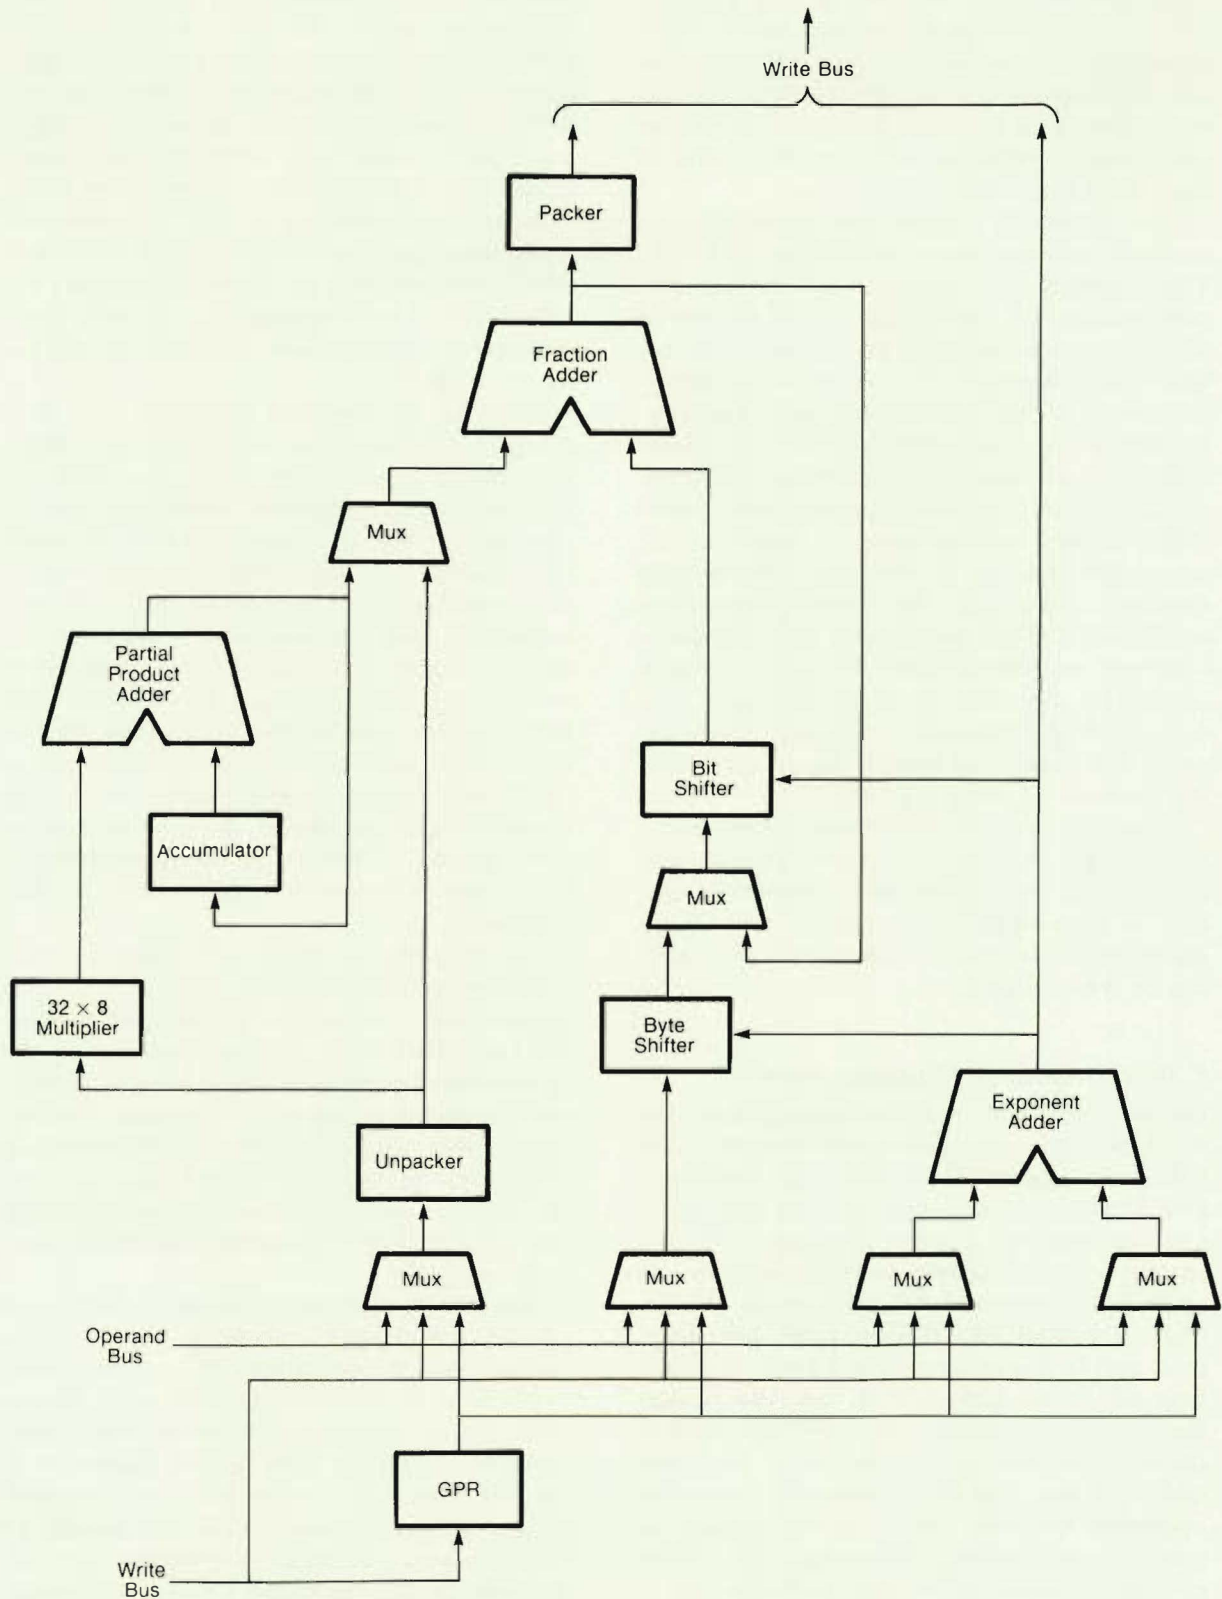 Write Bus
Packer
Fraction
Adder
Mux
Partial
Product
Adder
Bit
Shifter
Accumulator
Mux
32 × 8
Multiplier
Byte
Shifter
Exponent
Adder
Unpacker
Mux
Mux
Mux
Mux
Operand
Bus
GPR
Write
Bus